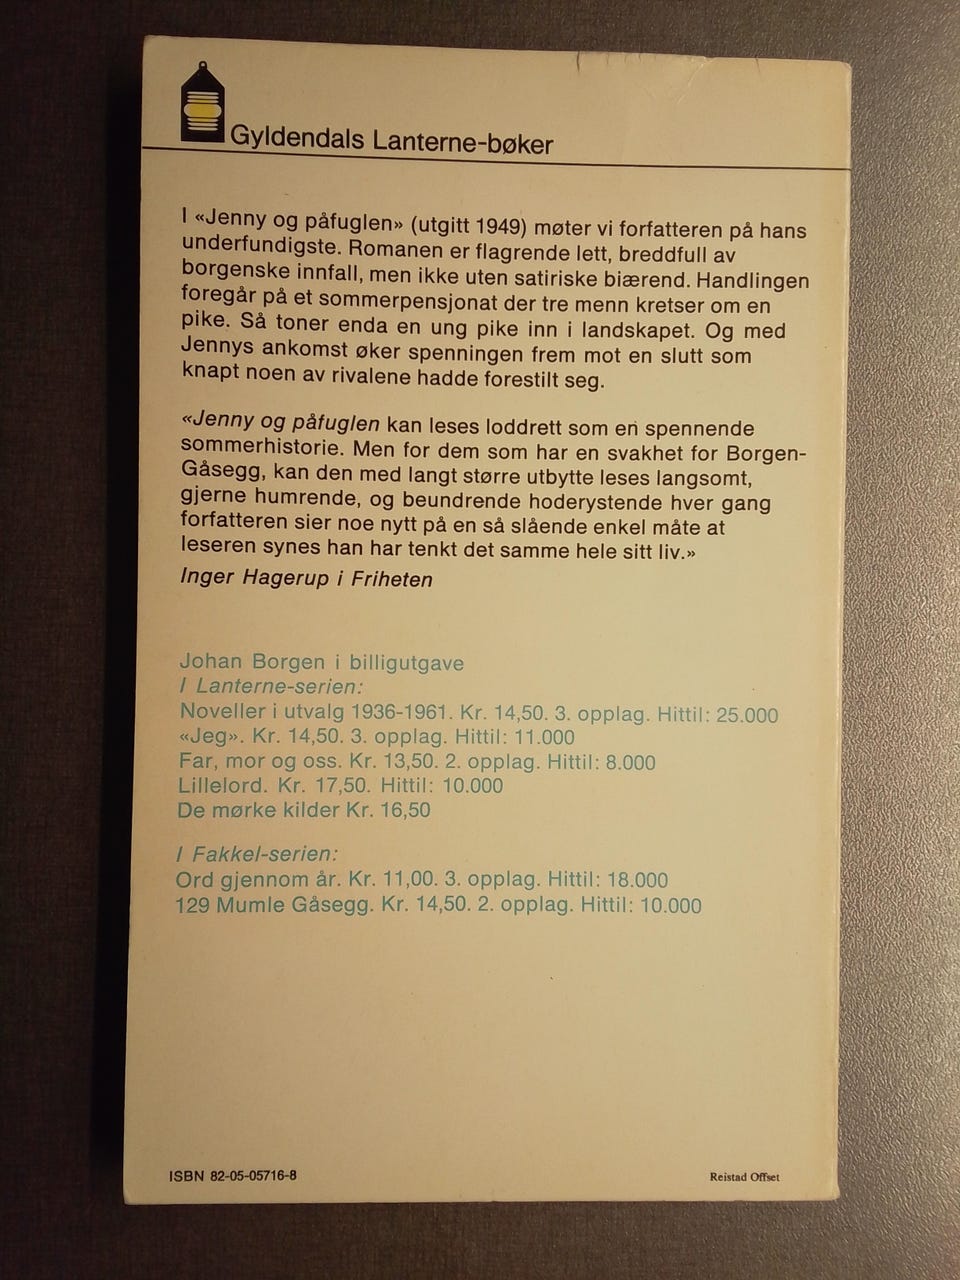 Gyldendals Lanterne-bøker
I «Jenny og påfuglen» (utgitt 1949) møter vi forfatteren på hans
underfundigste. Romanen er flagrende lett, breddfull av
borgenske innfall, men ikke uten satiriske biærend. Handlingen
foregår på et sommerpensjonat der tre menn kretser om en
pike. Så toner enda en ung pike inn i landskapet. Og med
Jennys ankomst øker spenningen frem mot en slutt som
knapt noen av rivalene hadde forestilt seg.
«Jenny og påfuglen kan leses loddrett som en spennende
sommerhistorie. Men for dem som har en svakhet for Borgen-
Gåsegg, kan den med langt større utbytte leses langsomt,
gjerne humrende, og beundrende hoderystende hver gang
forfatteren sier noe nytt på en så slående enkel måte at
leseren synes han har tenkt det samme hele sitt liv.»
Inger Hagerup i Friheten
Johan Borgen i billigutgave
I Lanterne-serien:
Noveller i utvalg 1936-1961. Kr. 14,50. 3. opplag. Hittil: 25.000
«Jeg». Kr. 14,50. 3. opplag. Hittil: 11.000
Far, mor og oss. Kr. 13,50. 2. opplag. Hittil: 8.000
Lillelord. Kr. 17,50. Hittil: 10.000
De mørke kilder Kr. 16,50
I Fakkel-serien:
Ord gjennom år. Kr. 11,00. 3. opplag. Hittil: 18.000
129 Mumle Gåsegg. Kr. 14,50. 2. opplag. Hittil: 10.000
ISBN 82-05-05716-8
Reistad Offset